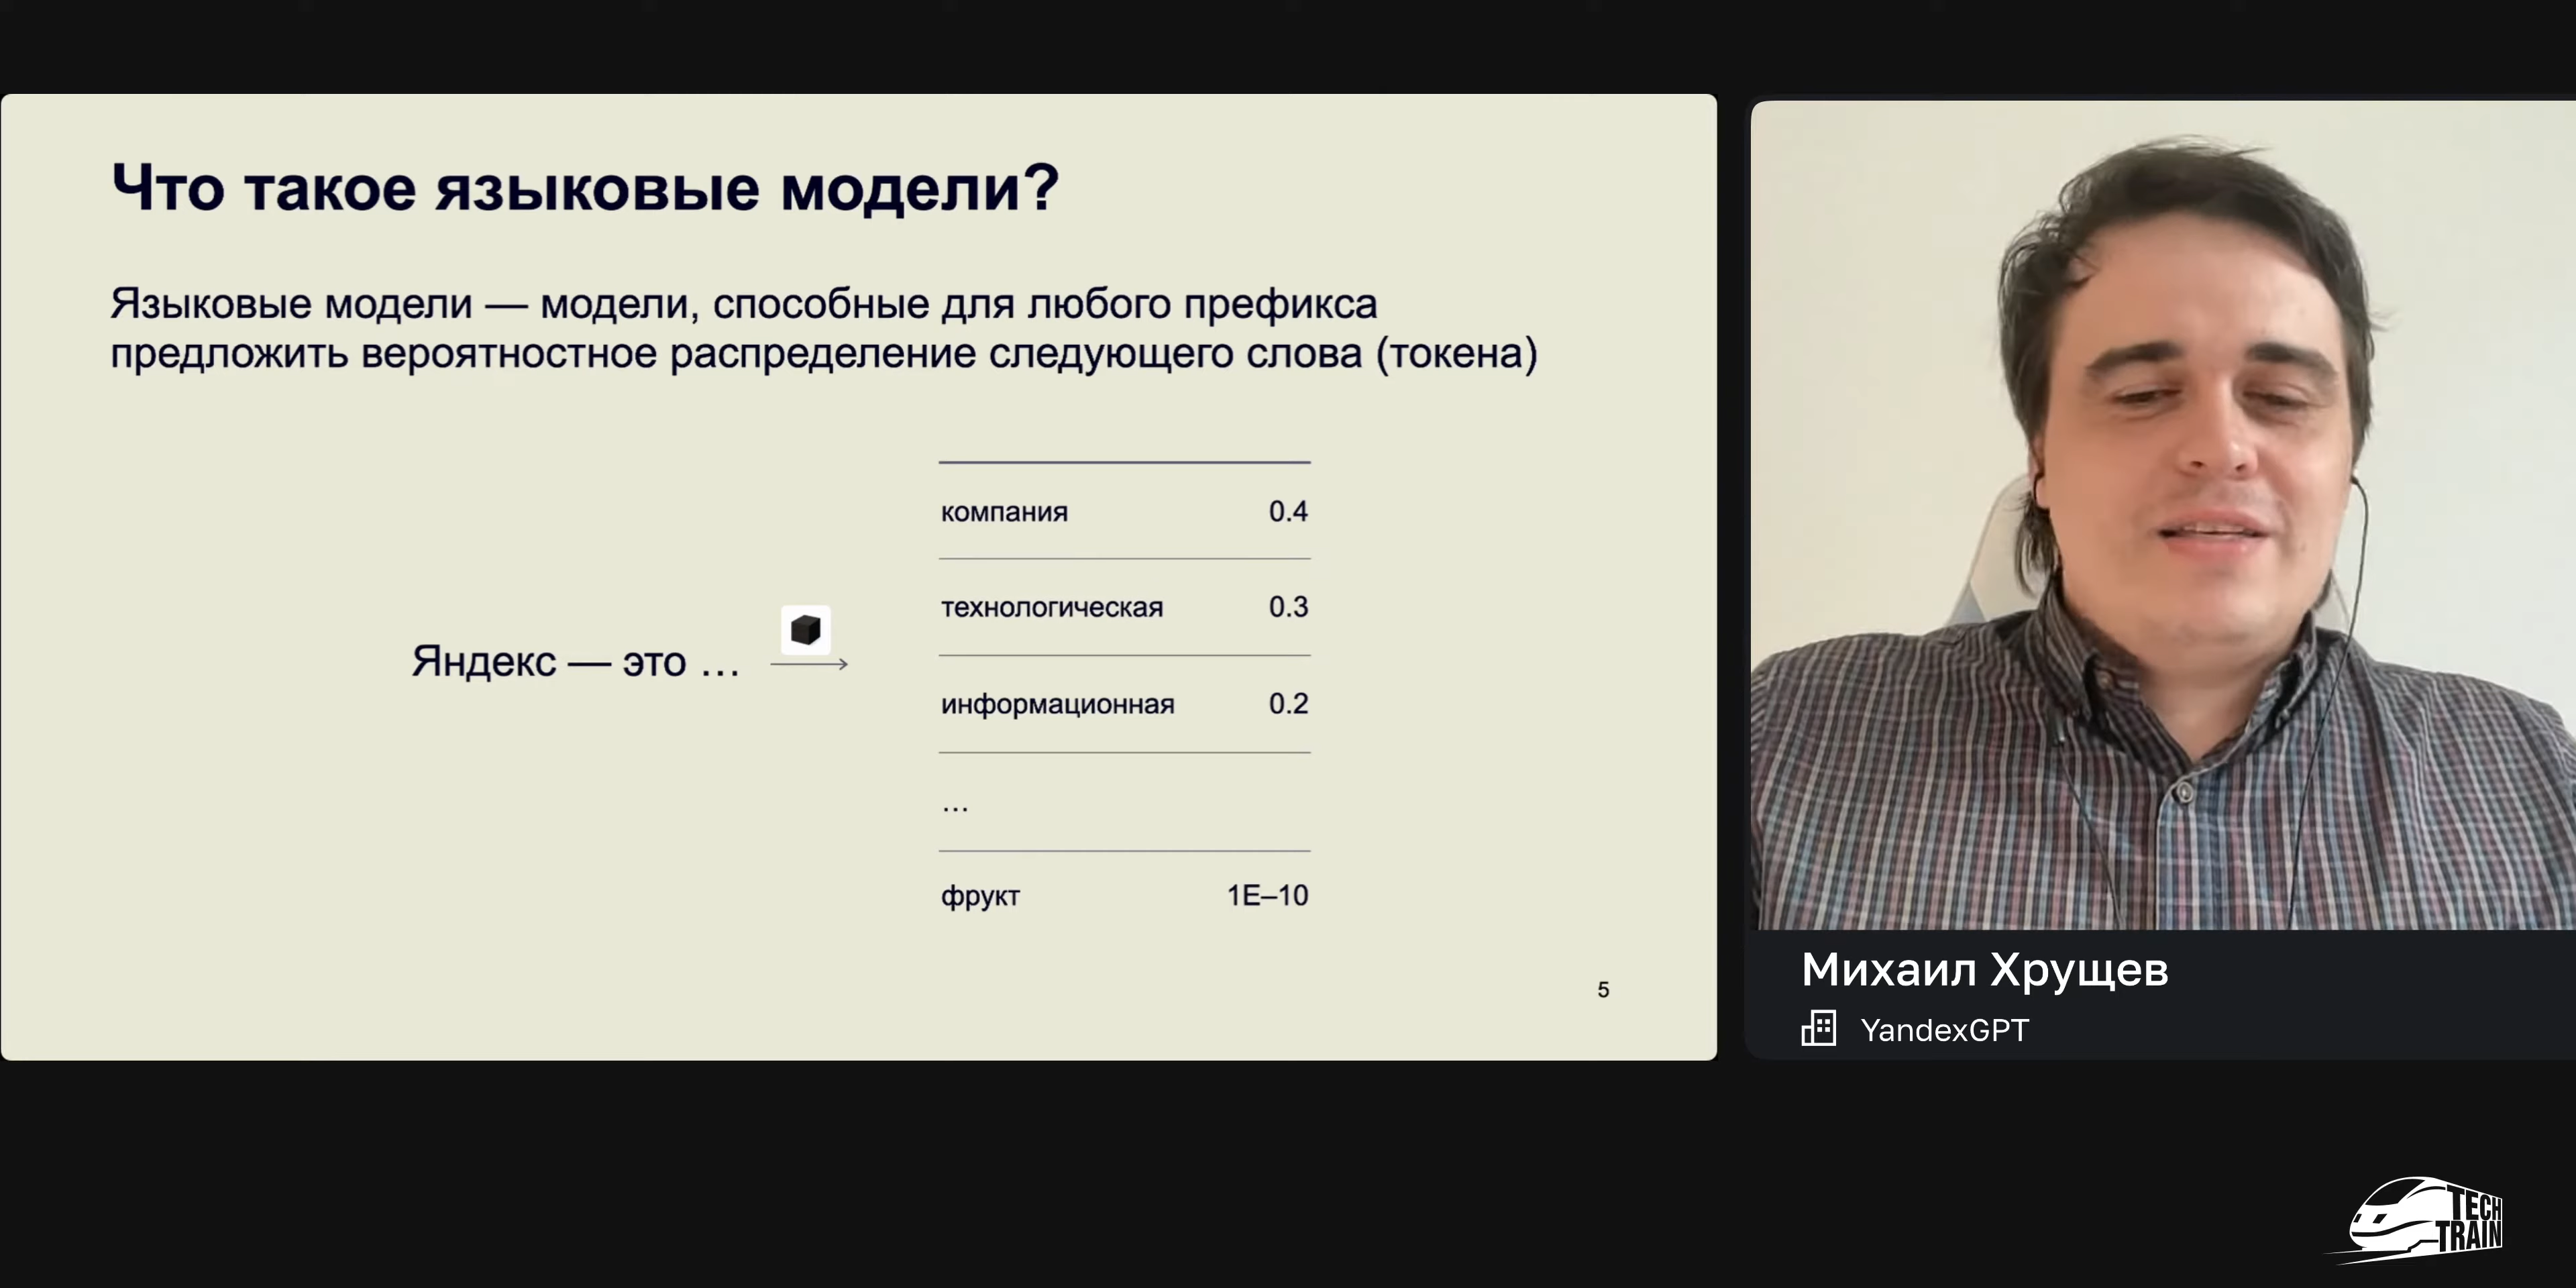 Что такое языковые модели?
Языковые модели — модели, способные для любого префикса
предложить вероятностное распределение следующего слова (токена)
Яндекс — это …
компания 0.4
технологическая 0.3
информационная 0.2
…
фрукт 1E–10
5
Михаил Хрущев
YandexGPT
TECH
TRAIN